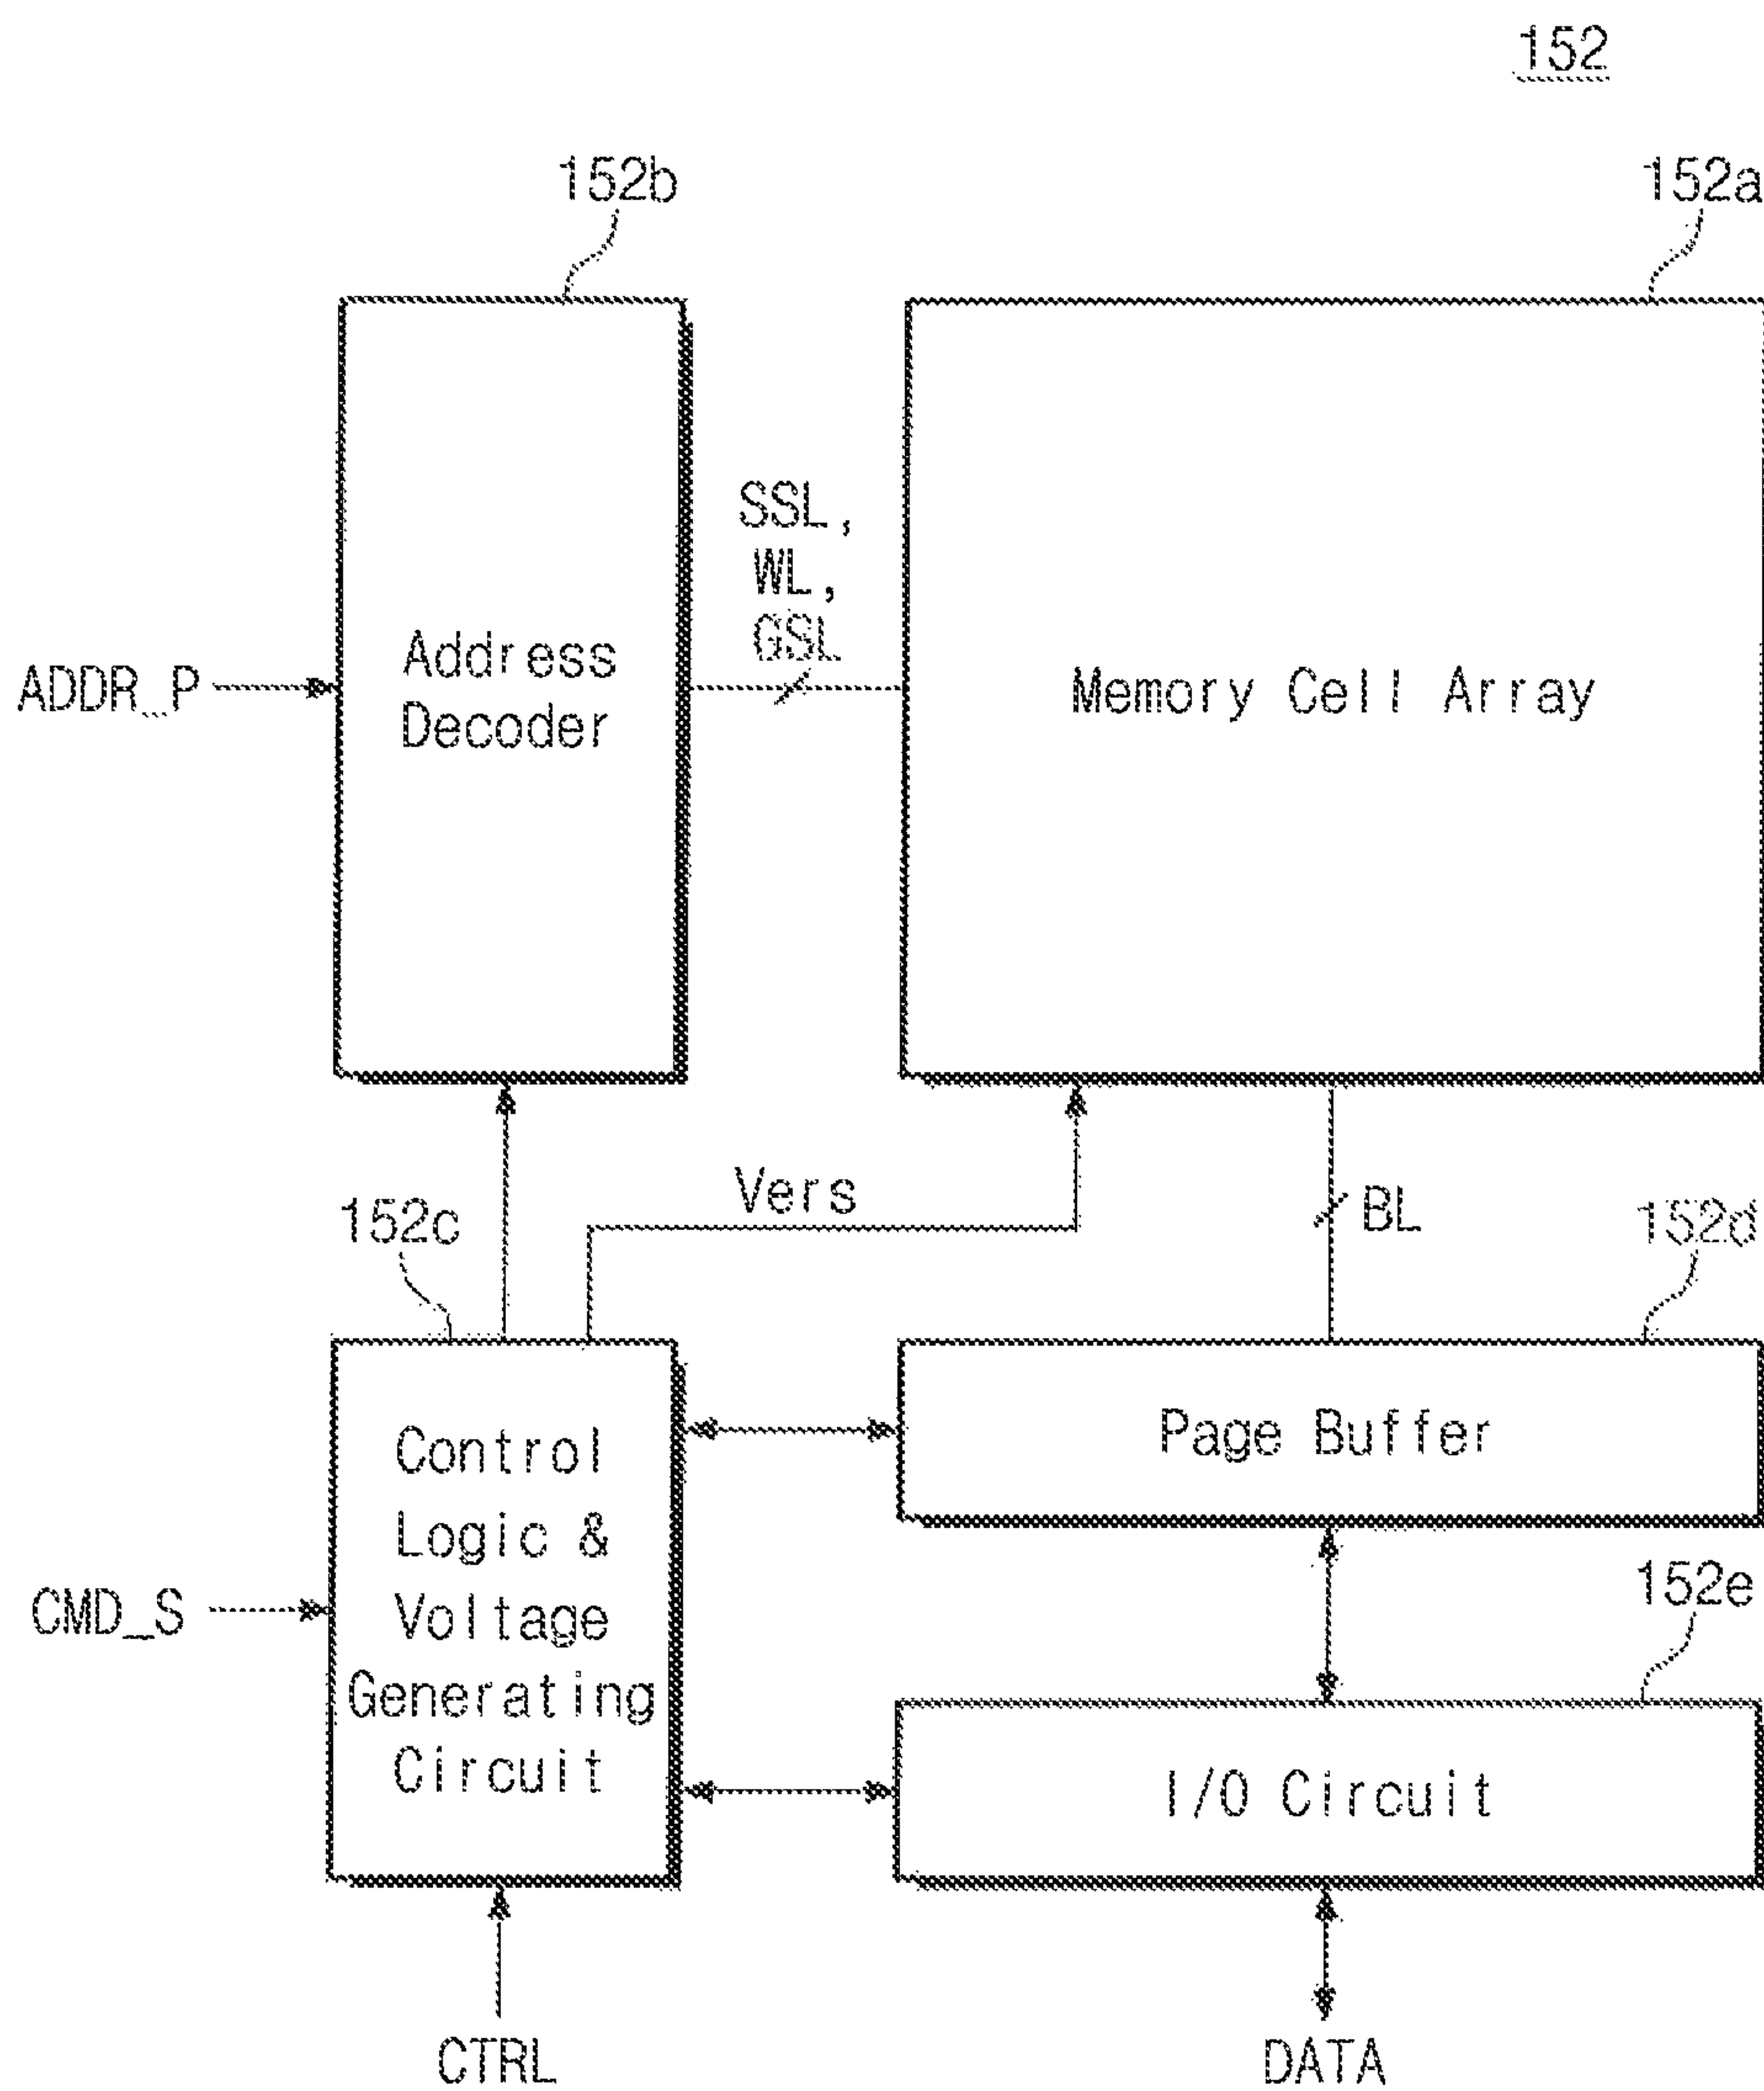 152
152b
152a
SSL,
WL,
GSL
Address
Decoder
ADDR_P
Memory Cell Array
Vers
BL
152c
152d
Control
Logic &
Voltage
Generating
Circuit
Page Buffer
CMD_S
152e
I/O Circuit
CTRL
DATA